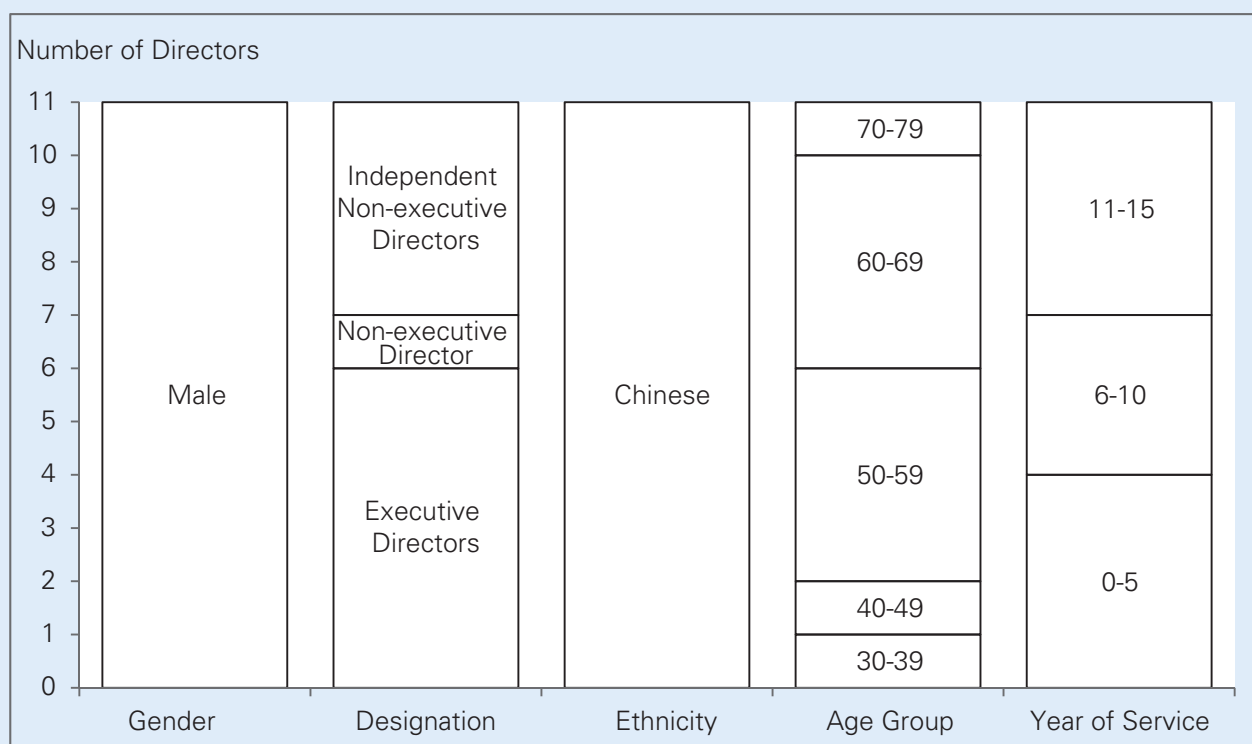 Number of Directors
11
10
9
8
7
6
5
4
3
2
1
0
Male
Independent
Non-executive
Directors
Non-executive
Director
Executive
Directors
Chinese
70-79
60-69
50-59
40-49
30-39
11-15
6-10
0-5
Gender
Designation
Ethnicity
Age Group
Year of Service